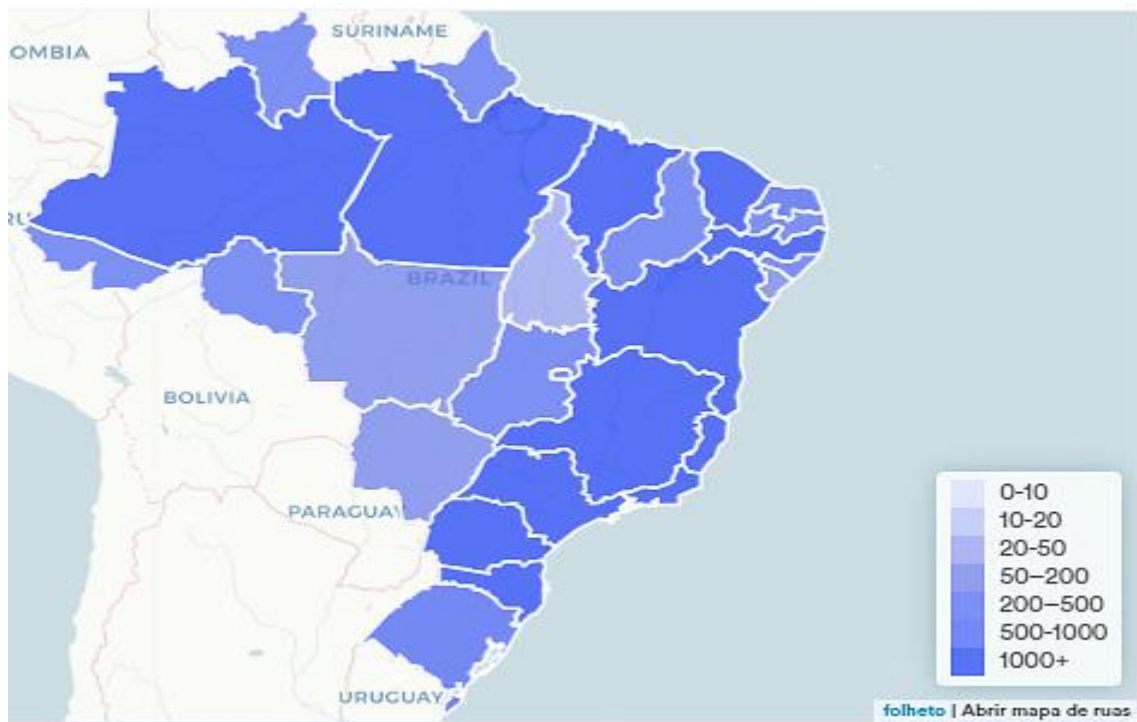 SURINAME
OMBIA
BRAZIL
BOLIVIA
PARAGUAY
URUGUAY
0-10
10-20
20-50
50–200
200–500
500-1000
1000+
folheto | Abrir mapa de ruas